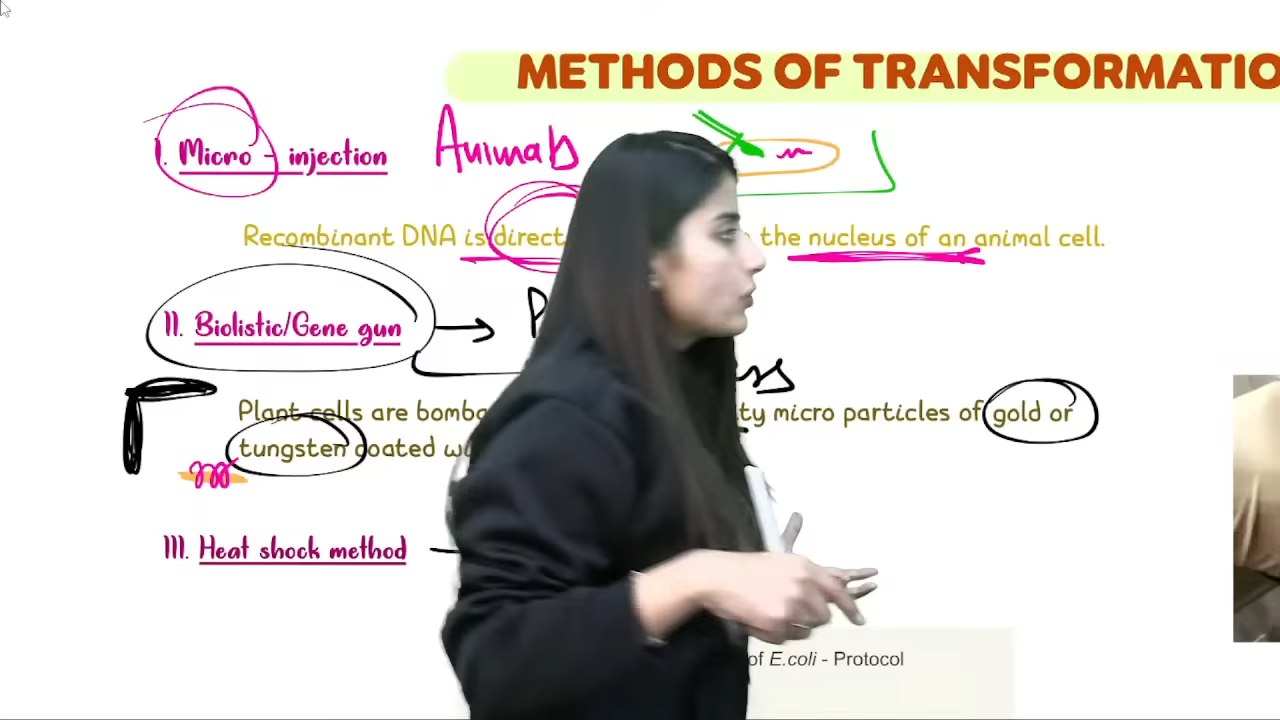 METHODS OF TRANSFORMATIO
I. Micro - injection Animals
Recombinant DNA is direct the nucleus of an animal cell.
II. Biolistic/Gene gun → P
Plant cells are bomba ty micro particles of gold or
tungsten coated
III. Heat shock method
of E.coli - Protocol